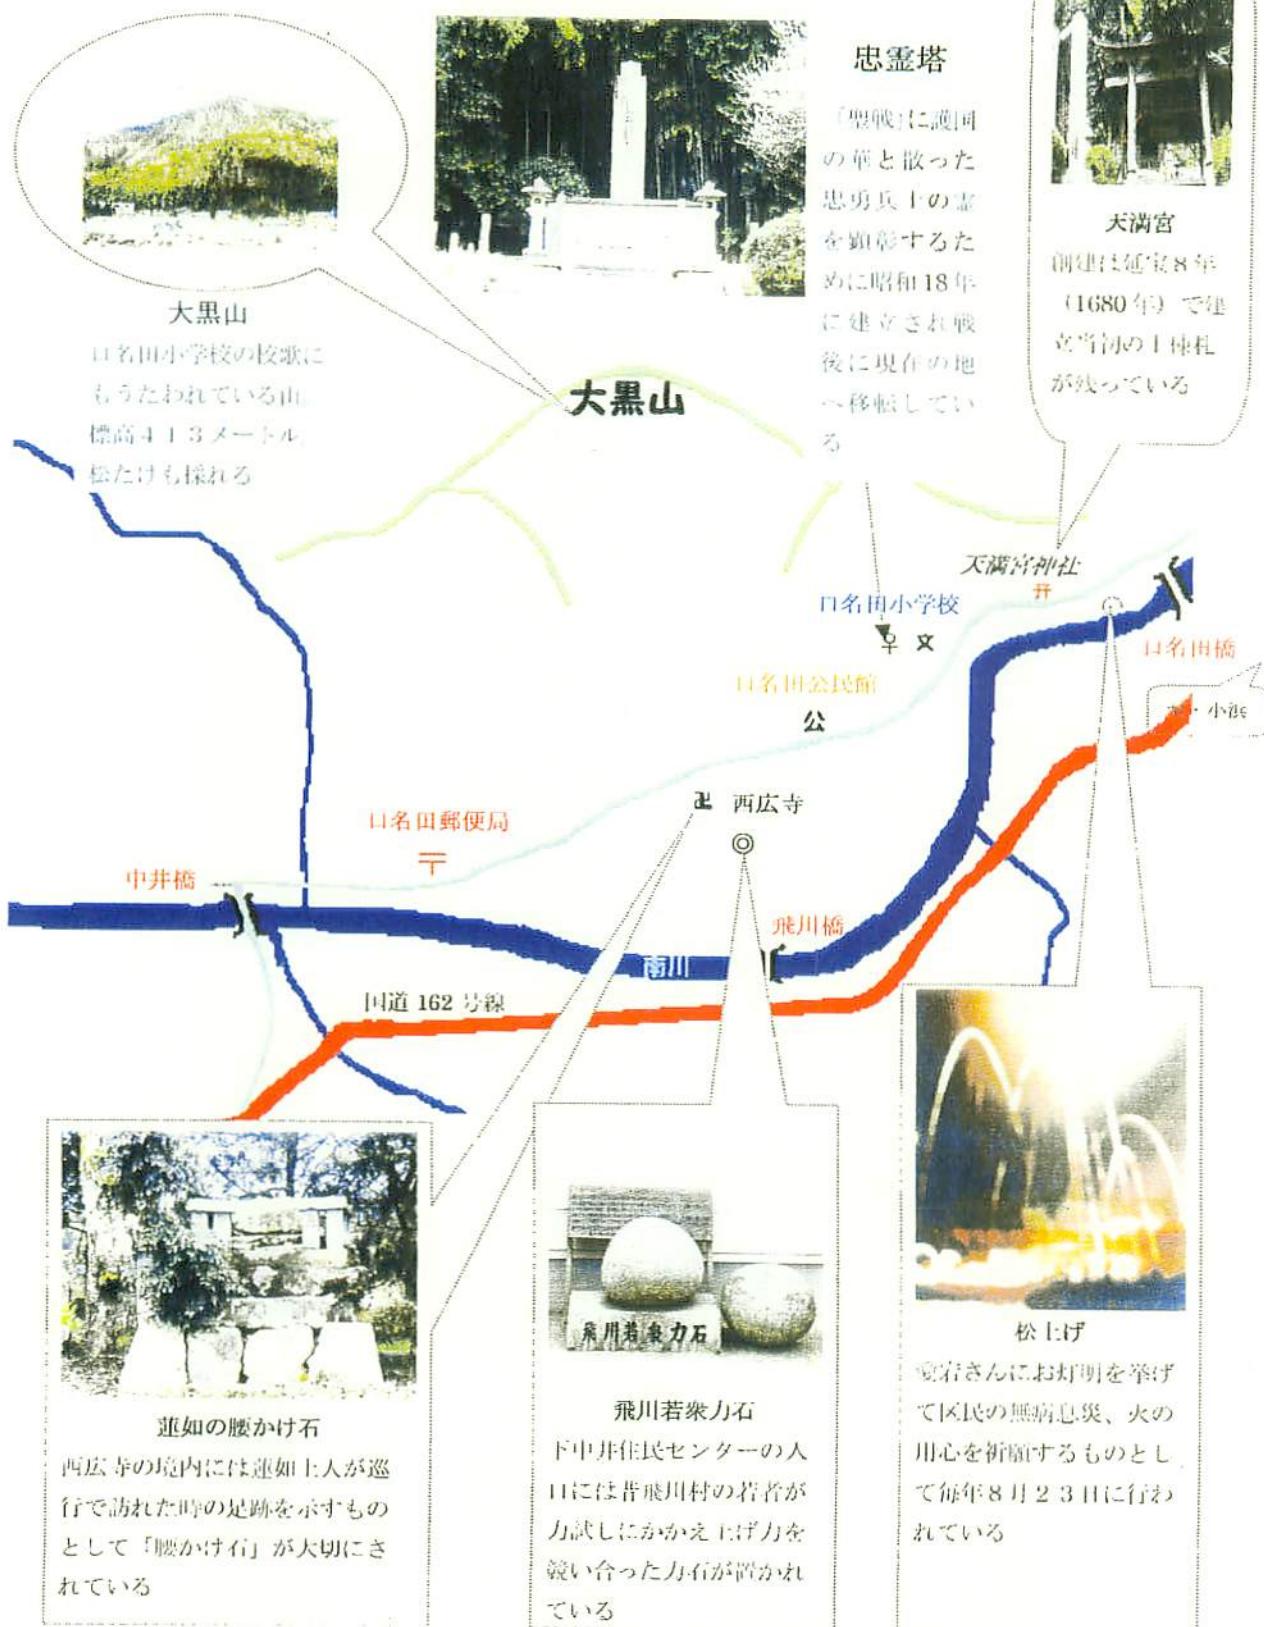 忠霊塔
「聖戦」に護国
の華と散った
忠勇兵士の霊
を顕彰するた
めに昭和18年
に建立され戦
後に現在の地
へ移転してい
る
天満宮
創建は延宝8年
(1680年)で建
立当初の上棟札
が残っている
大黒山
口名田小学校の校歌に
もうたわれている山。
標高413メートル。
松たけも採れる
大黒山
天満宮神社
口名田小学校
文
口名田橋
口名田公民館
公
小浜
卍 西広寺
口名田郵便局
〒
中井橋
飛川橋
南川
国道 162 号線
飛川若衆力石
蓮如の腰かけ石
西広寺の境内には蓮如上人が巡
行で訪れた時の足跡を示すもの
として「腰かけ石」が大切にさ
れている
飛川若衆力石
下中井住民センターの入
口には昔飛川村の若者が
力試しにかかえ上げ力を
競い合った力石が置かれ
ている
松上げ
愛宕さんにお灯明を挙げ
て区民の無病息災、火の
用心を祈願するものとし
て毎年8月23日に行わ
れている